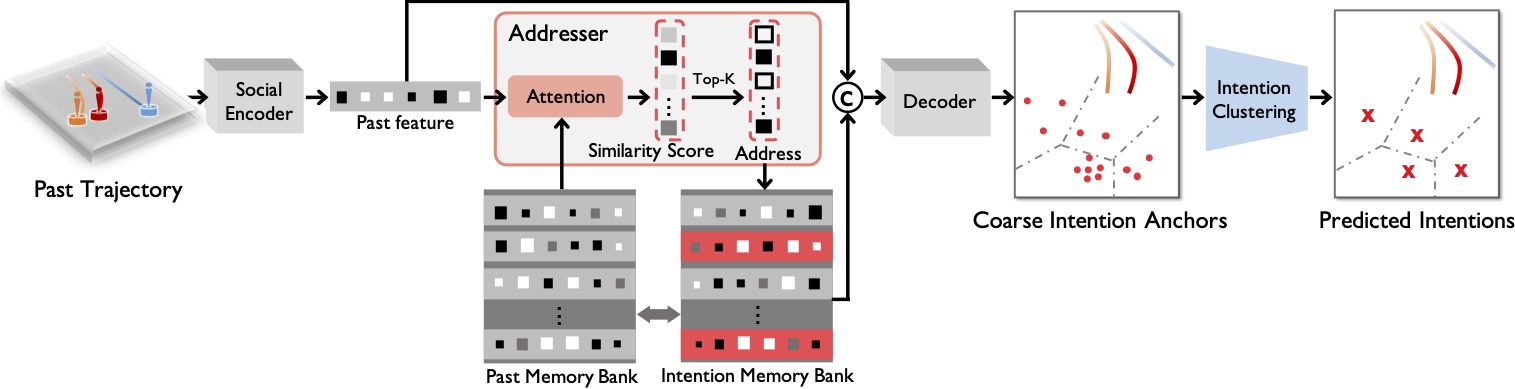 Past Trajectory
Social
Encoder
Past feature
Addresser
Attention
Similarity Score
Top-K
Address
Past Memory Bank
Intention Memory Bank
C
Decoder
Coarse Intention Anchors
Intention
Clustering
X
X
X
X
Predicted Intentions